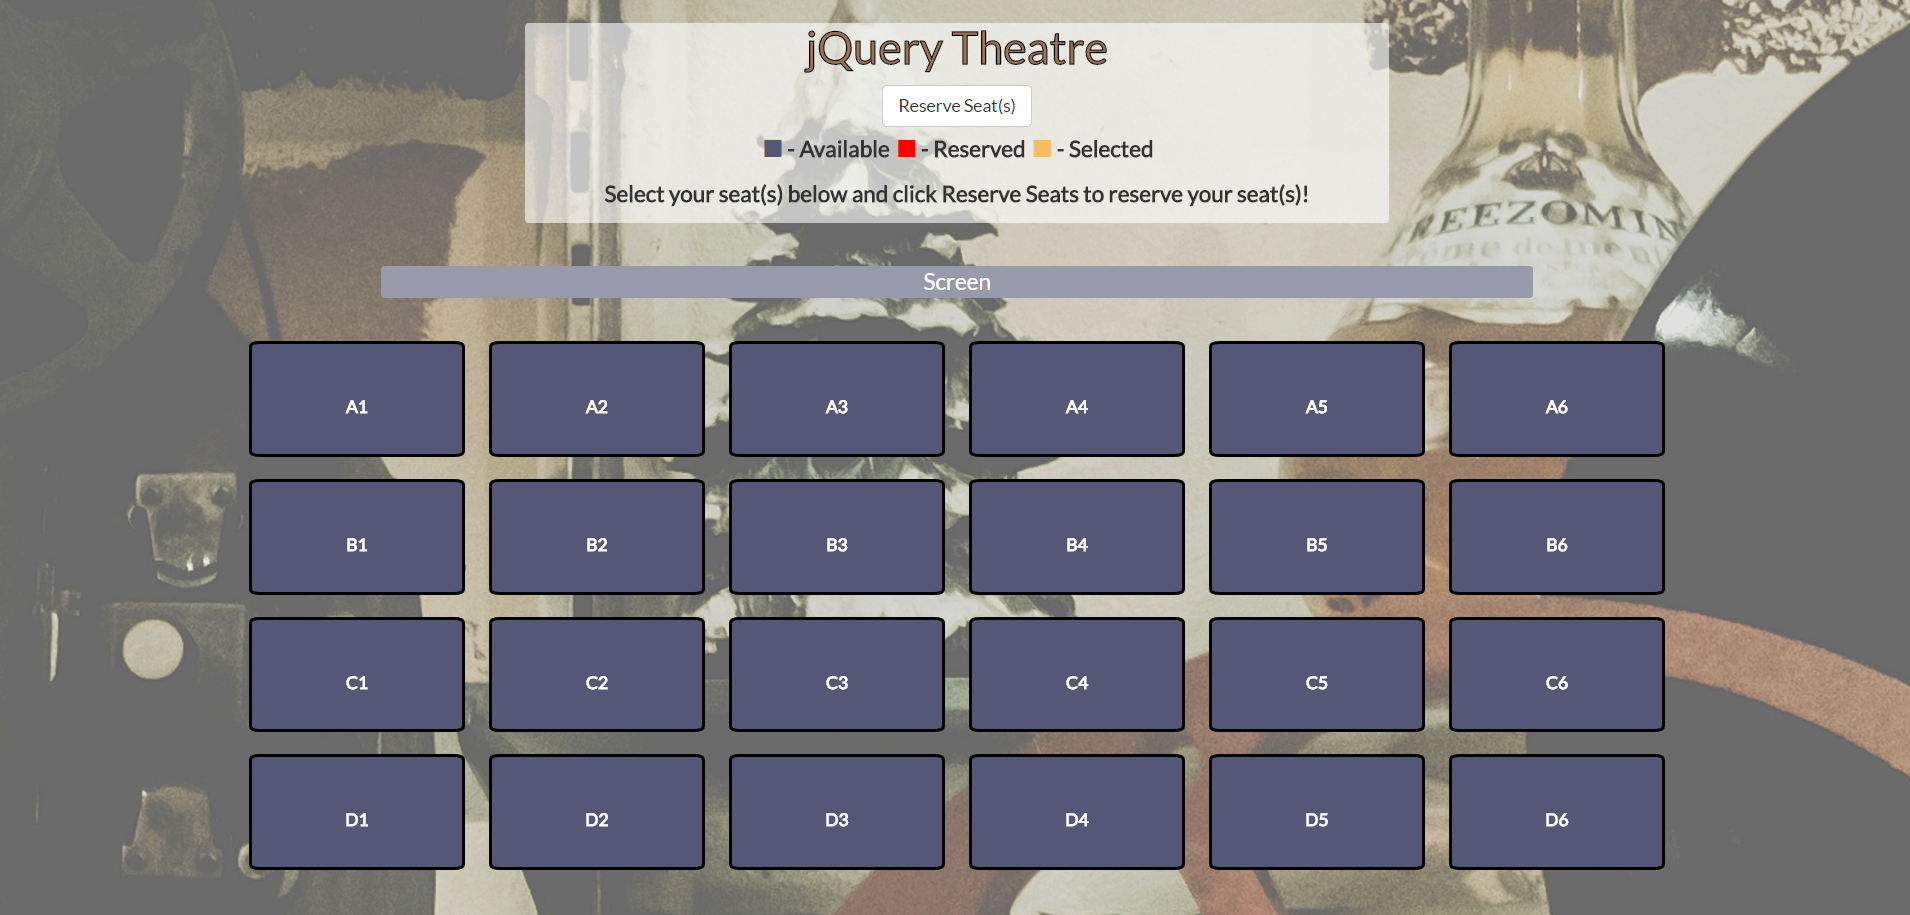 jQuery Theatre
Reserve Seat(s)
- Available - Reserved - Selected
Select your seat(s) below and click Reserve Seats to reserve your seat(s)!
Screen
A1 A2 A3 A4 A5 A6
B1 B2 B3 B4 B5 B6
C1 C2 C3 C4 C5 C6
D1 D2 D3 D4 D5 D6